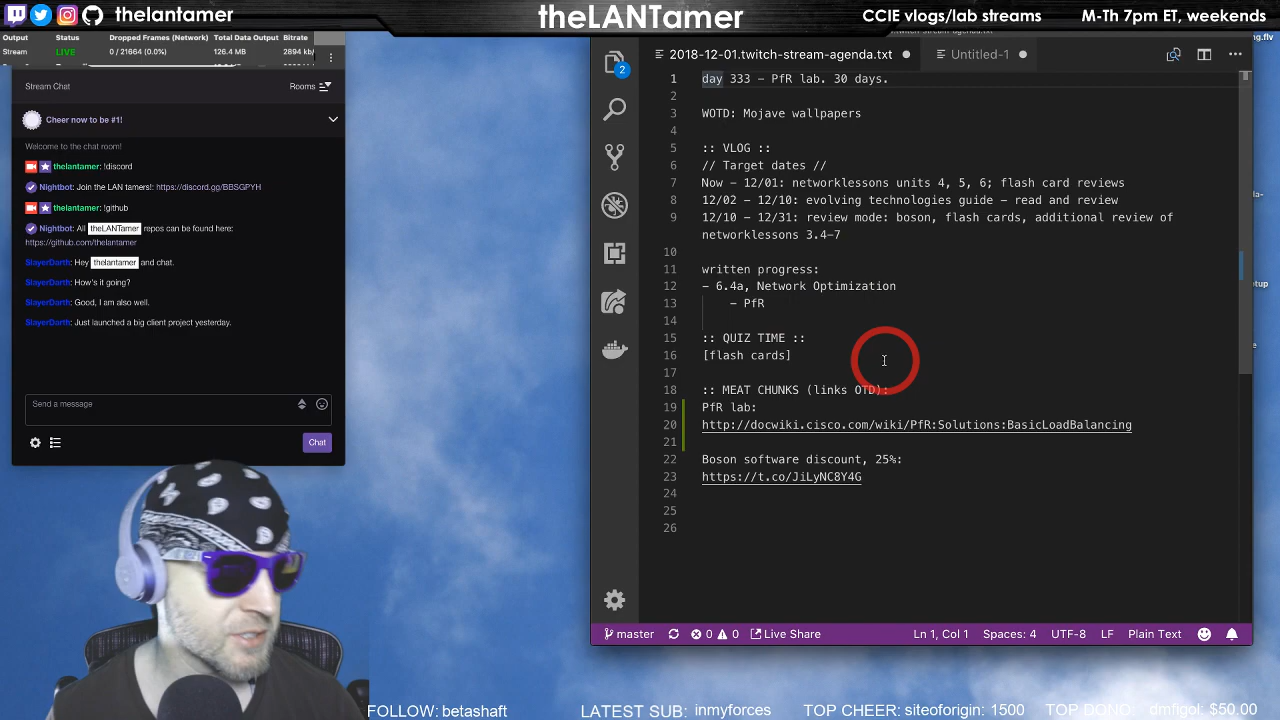 thelantamer
theLANTamer
CCIE vlogs/lab streams
M-Th 7pm ET, weekends
Output Status Dropped Frames (Network) Total Data Output Bitrate
Stream LIVE 0 / 21664 (0.0%) 126.4 MB 2894 kb/
Stream Chat
Rooms
Cheer now to be #1!
Welcome to the chat room!
thelantamer: !discord
Nightbot: Join the LAN tamers!: https://discord.gg/BBSGPYH
thelantamer: !github
Nightbot: All theLANTamer repos can be found here:
https://github.com/thelantamer
SlayerDarth: Hey thelantamer and chat.
SlayerDarth: How's it going?
SlayerDarth: Good, I am also well.
SlayerDarth: Just launched a big client project yesterday.
Send a message
Chat
2
2018-12-01.twitch-stream-agenda.txt
Untitled-1
1 day 333 – PfR lab. 30 days.
2
3 WOTD: Mojave wallpapers
4
5 :: VLOG ::
6 // Target dates //
7 Now – 12/01: networklessons units 4, 5, 6; flash card reviews
8 12/02 – 12/10: evolving technologies guide – read and review
9 12/10 – 12/31: review mode: boson, flash cards, additional review of
networklessons 3.4-7
10
11 written progress:
12 – 6.4a, Network Optimization
13 – PfR
14
15 :: QUIZ TIME ::
16 [flash cards]
17
18 :: MEAT CHUNKS (links OTD):
19 PfR lab:
20 http://docwiki.cisco.com/wiki/PfR:Solutions:BasicLoadBalancing
21
22 Boson software discount, 25%:
23 https://t.co/JiLyNC8Y4G
24
25
26
master
0 0
Live Share
Ln 1, Col 1
Spaces: 4
UTF-8
LF
Plain Text
FOLLOW: betashaft
LATEST SUB: inmyforces
TOP CHEER: siteoforigin: 1500
TOP DONO: dmfigol: $50.00